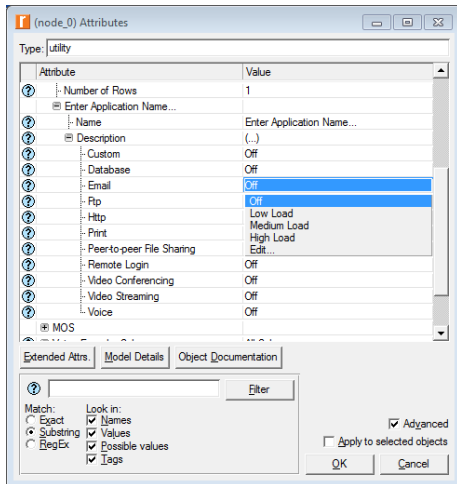 (node_0) Attributes
Type: utility
Attribute Value
Number of Rows 1
Enter Application Name...
Name Enter Application Name...
Description (...)
Custom Off
Database Off
Email Off
Ftp Off
Http Low Load
Medium Load
Print High Load
Peer-to-peer File Sharing Edit...
Remote Login Off
Video Conferencing Off
Video Streaming Off
Voice Off
MOS
Extended Attrs. Model Details Object Documentation
Filter
Match: Look in:
Exact Names
Substring Values
RegEx Possible values
Tags
Advanced
Apply to selected objects
OK Cancel